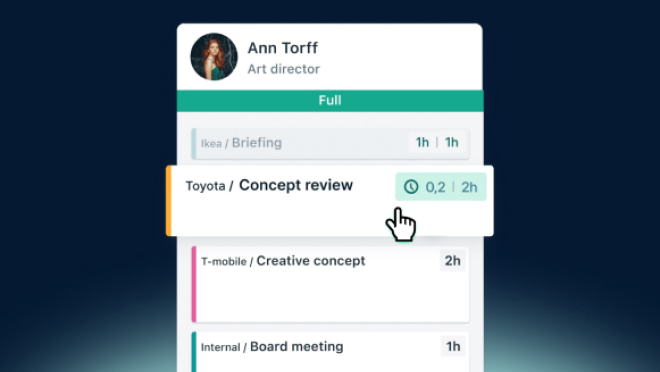 Ann Torff
Art director
Full
Ikea / Briefing 1h | 1h
Toyota / Concept review 0,2 | 2h
T-mobile / Creative concept 2h
Internal / Board meeting 1h